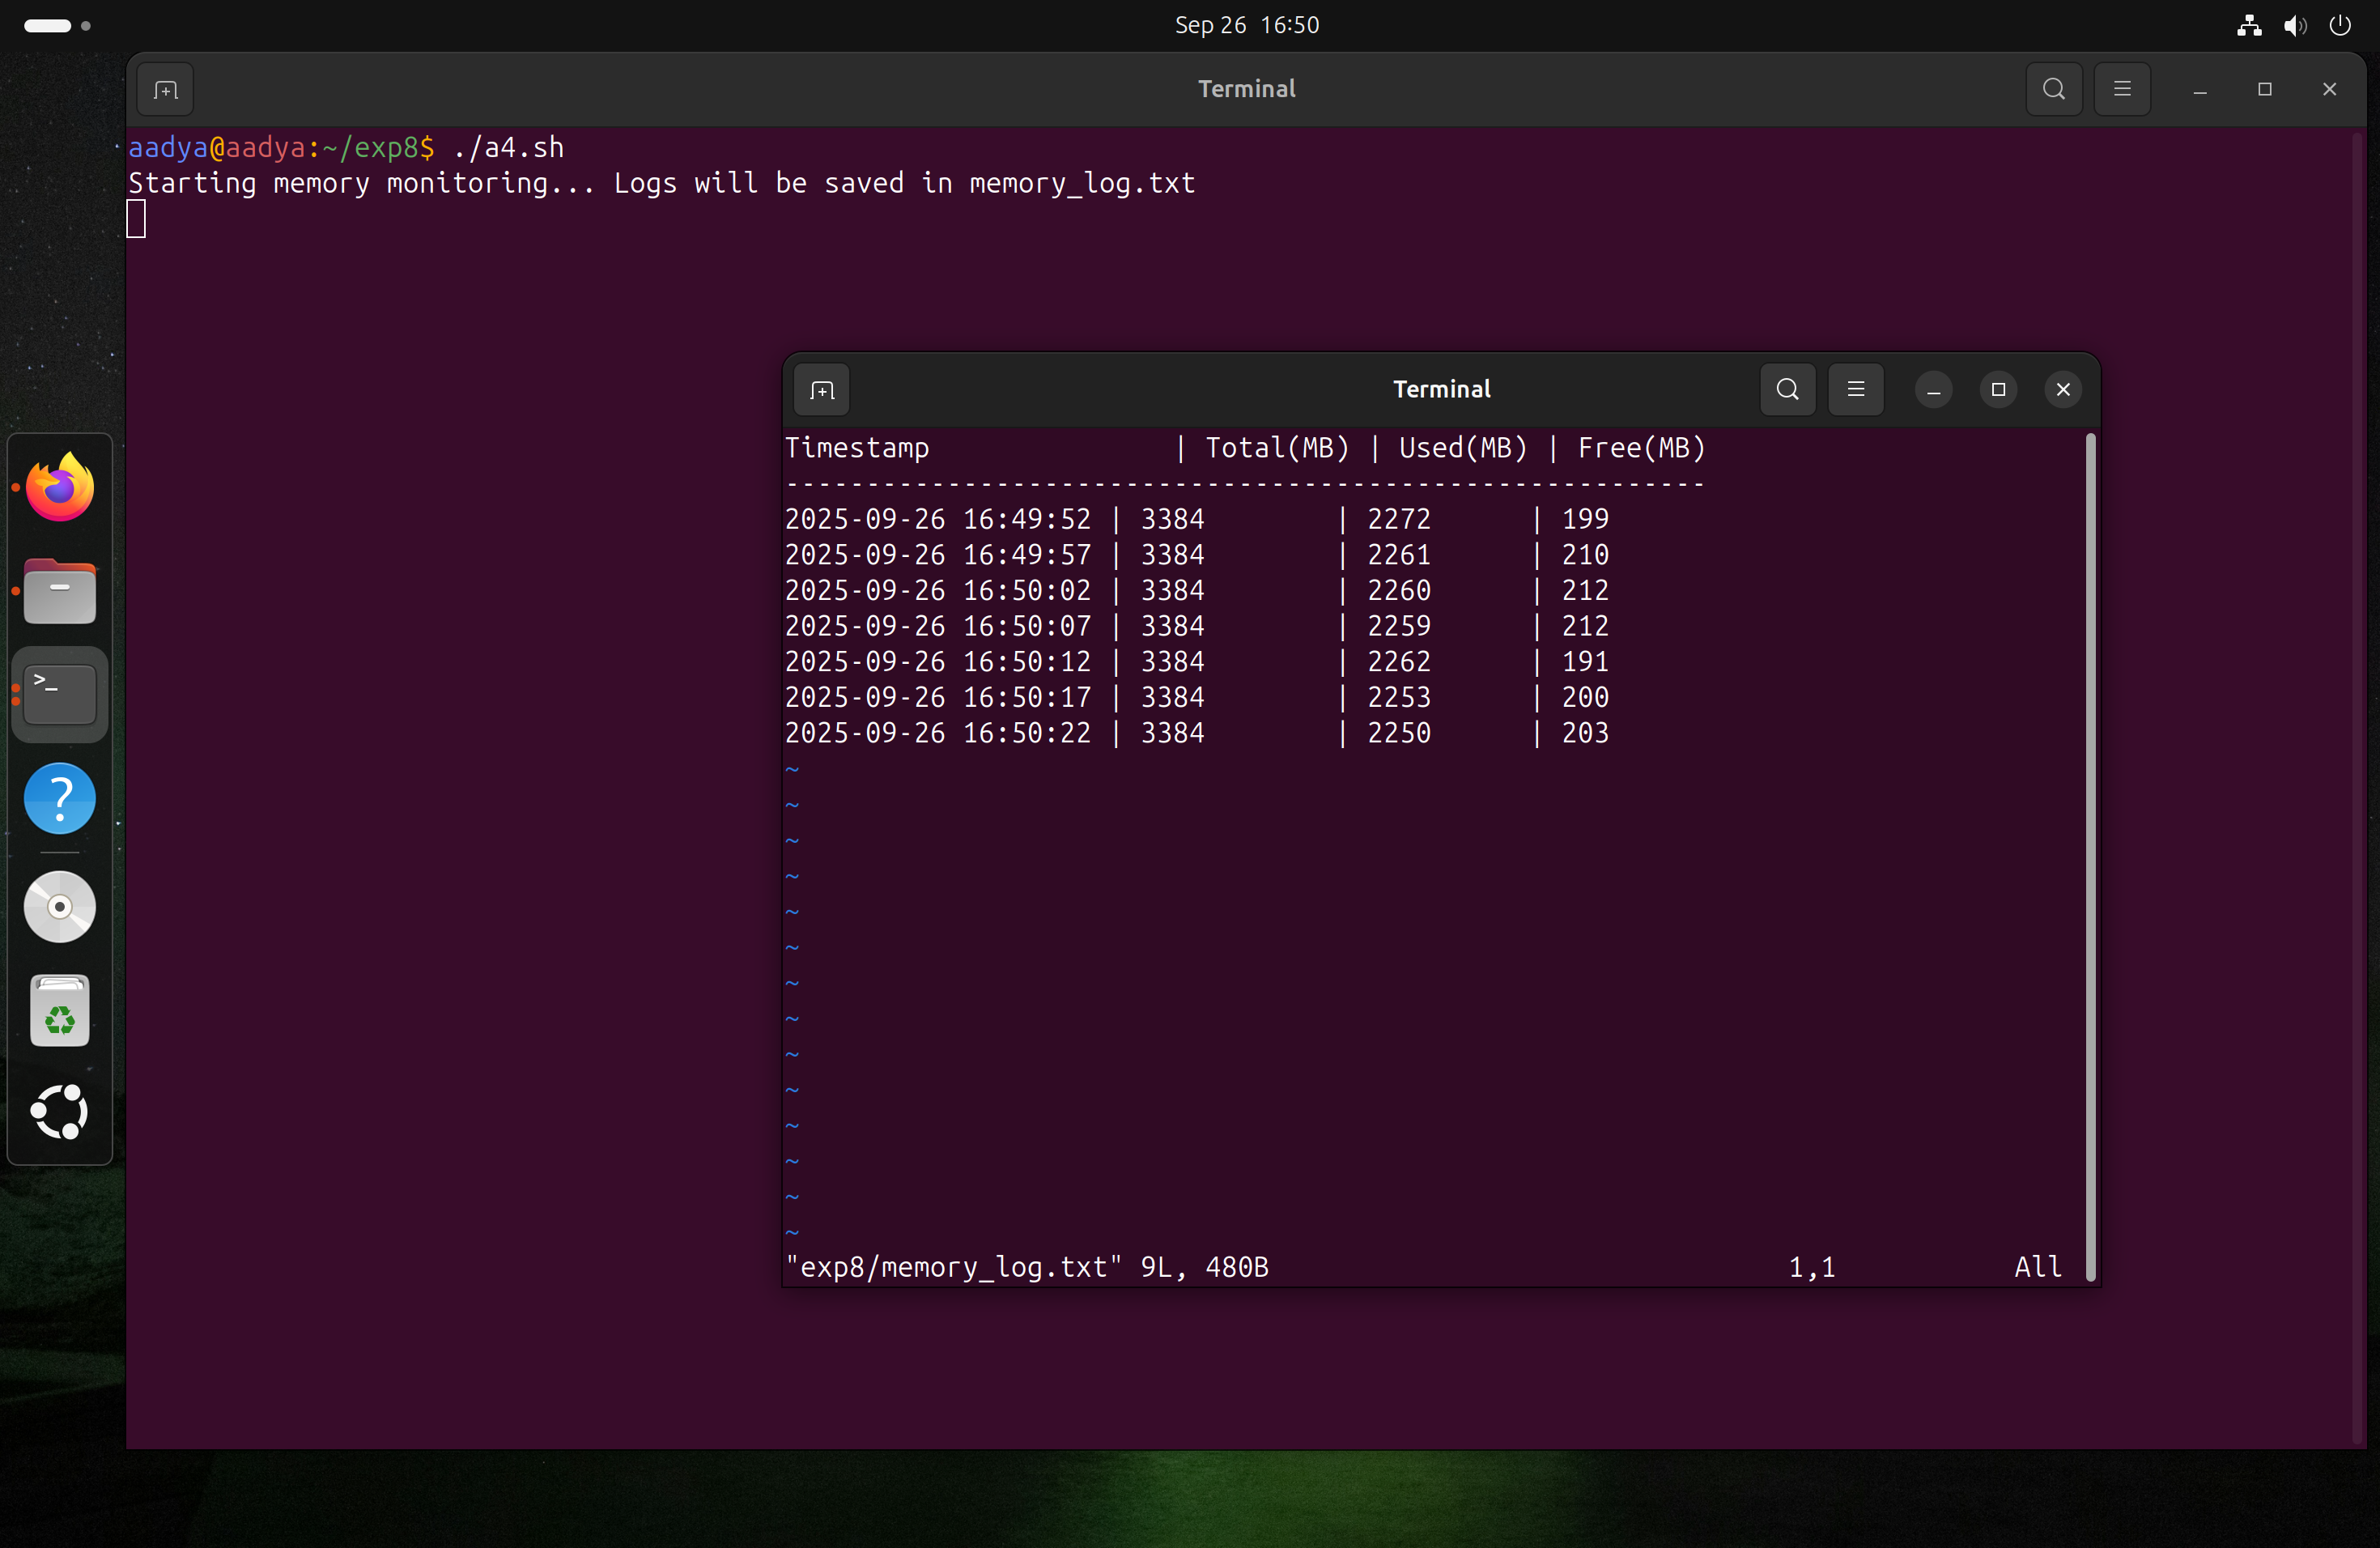 Sep 26 16:50
Terminal
aadya@aadya:~/exp8$ ./a4.sh
Starting memory monitoring... Logs will be saved in memory_log.txt
Terminal
Timestamp | Total(MB) | Used(MB) | Free(MB)
---------------------------------------------------------
2025-09-26 16:49:52 | 3384 | 2272 | 199
2025-09-26 16:49:57 | 3384 | 2261 | 210
2025-09-26 16:50:02 | 3384 | 2260 | 212
2025-09-26 16:50:07 | 3384 | 2259 | 212
2025-09-26 16:50:12 | 3384 | 2262 | 191
2025-09-26 16:50:17 | 3384 | 2253 | 200
2025-09-26 16:50:22 | 3384 | 2250 | 203
~
~
~
~
~
~
~
~
~
~
~
~
~
~
"exp8/memory_log.txt" 9L, 480B 1,1 All